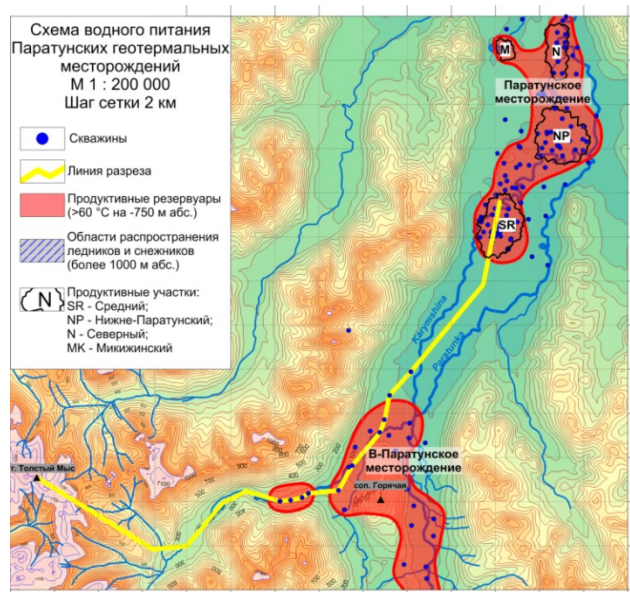 Схема водного питания
Паратунских геотермальных
месторождений
М 1 : 200 000
Шаг сетки 2 км
Скважины
Линия разреза
Продуктивные резервуары
(>60 °С на -750 м абс.)
Области распространения
ледников и снежников
(более 1000 м абс.)
N
Продуктивные участки:
SR - Средний;
NP - Нижне-Паратунский;
N - Северный;
MK - Микижинский
M
N
Паратунское
месторождение
NP
SR
Karymshina
Paratunka
В-Паратунское
месторождение
соп. Горячая
г. Толстый Мыс